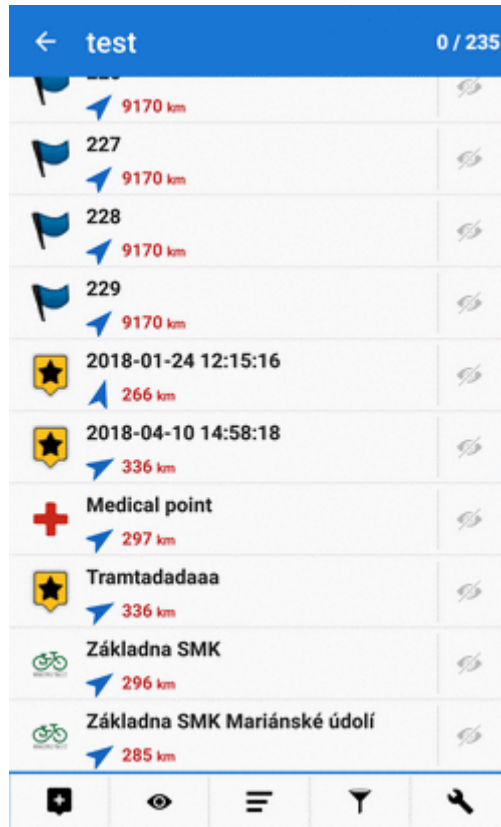 test
0 / 235
9170 km
227
9170 km
228
9170 km
229
9170 km
2018-01-24 12:15:16
266 km
2018-04-10 14:58:18
336 km
Medical point
297 km
Tramtadadaaa
336 km
Základna SMK
296 km
Základna SMK Mariánské údolí
285 km